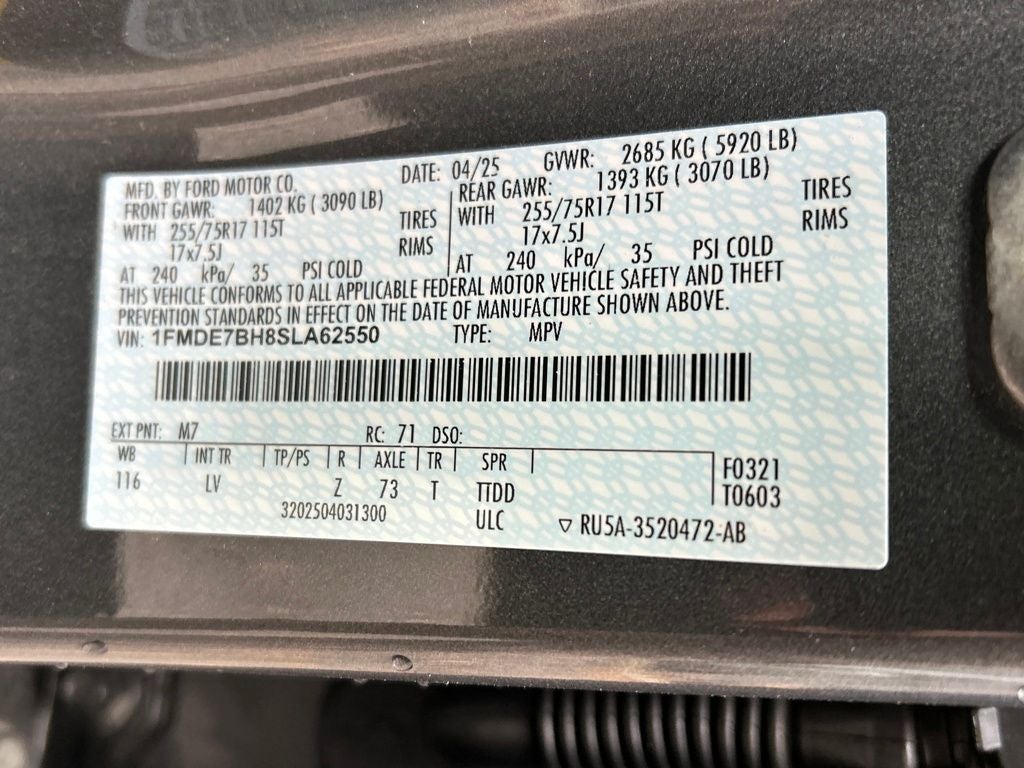 MFD. BY FORD MOTOR CO. DATE: 04/25 GVWR: 2685 KG ( 5920 LB)
FRONT GAWR: 1402 KG ( 3090 LB) REAR GAWR: 1393 KG ( 3070 LB)
WITH 255/75R17 115T TIRES WITH 255/75R17 115T TIRES
17x7.5J RIMS 17x7.5J RIMS
AT 240 kPa/ 35 PSI COLD AT 240 kPa/ 35 PSI COLD
THIS VEHICLE CONFORMS TO ALL APPLICABLE FEDERAL MOTOR VEHICLE SAFETY AND THEFT
PREVENTION STANDARDS IN EFFECT ON THE DATE OF MANUFACTURE SHOWN ABOVE.
VIN: 1FMDE7BH8SLA62550 TYPE: MPV
EXT PNT: M7 RC: 71 DSO:
WB INT TR TP/PS R AXLE TR SPR F0321
116 LV Z 73 T TTDD T0603
3202504031300 ULC ▽ RU5A-3520472-AB